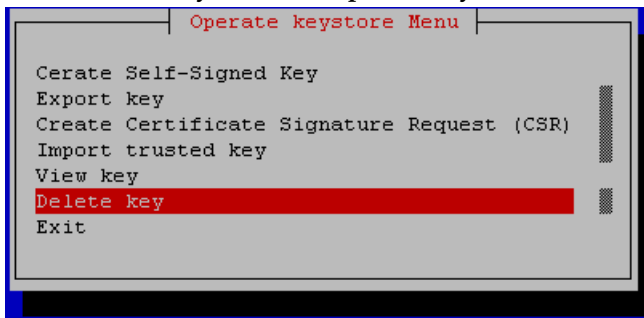 Operate keystore Menu
Cerate Self-Signed Key
Export key
Create Certificate Signature Request (CSR)
Import trusted key
View key
Delete key
Exit